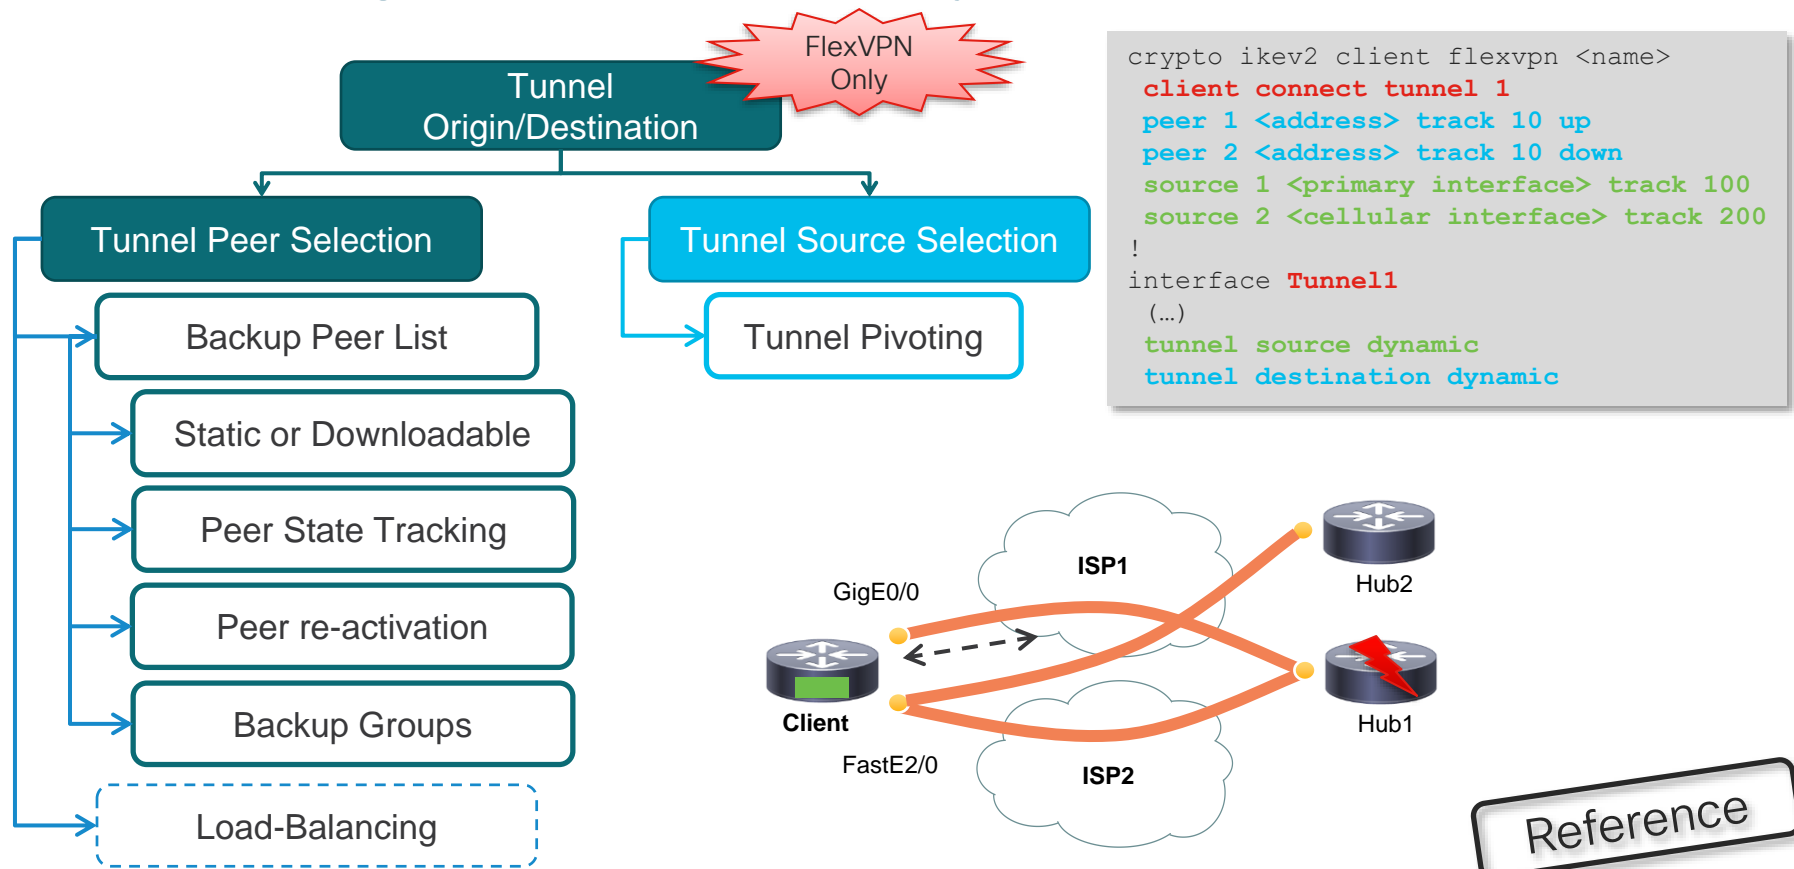 FlexVPN
Only
Tunnel
Origin/Destination
Tunnel Peer Selection
Tunnel Source Selection
Backup Peer List
Tunnel Pivoting
Static or Downloadable
Peer State Tracking
Peer re-activation
Backup Groups
Load-Balancing
crypto ikev2 client flexvpn <name>
client connect tunnel 1
peer 1 <address> track 10 up
peer 2 <address> track 10 down
source 1 <primary interface> track 100
source 2 <cellular interface> track 200
!
interface Tunnel1
(…)
tunnel source dynamic
tunnel destination dynamic
ISP1
GigE0/0
Hub2
Client
Hub1
FastE2/0
ISP2
Reference